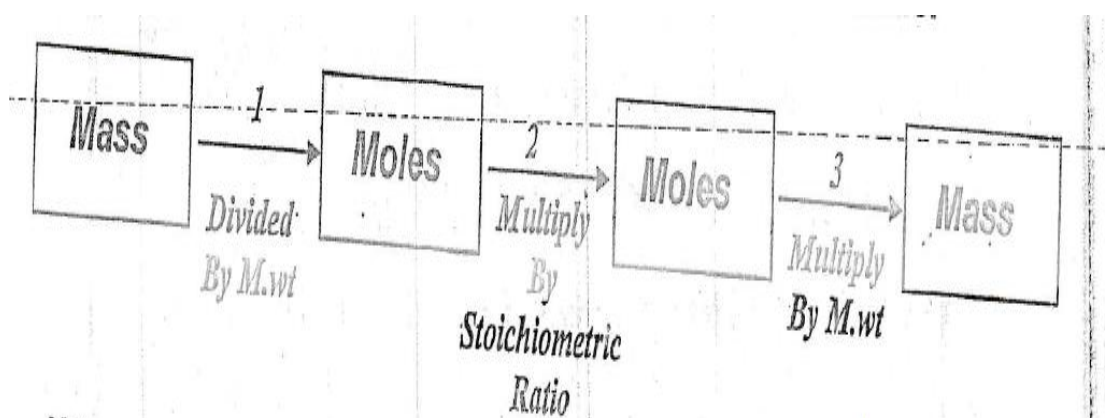 Mass
1
Divided
By M.wt
Moles
2
Multiply
By
Stoichiometric
Ratio
Moles
3
Multiply
By M.wt
Mass